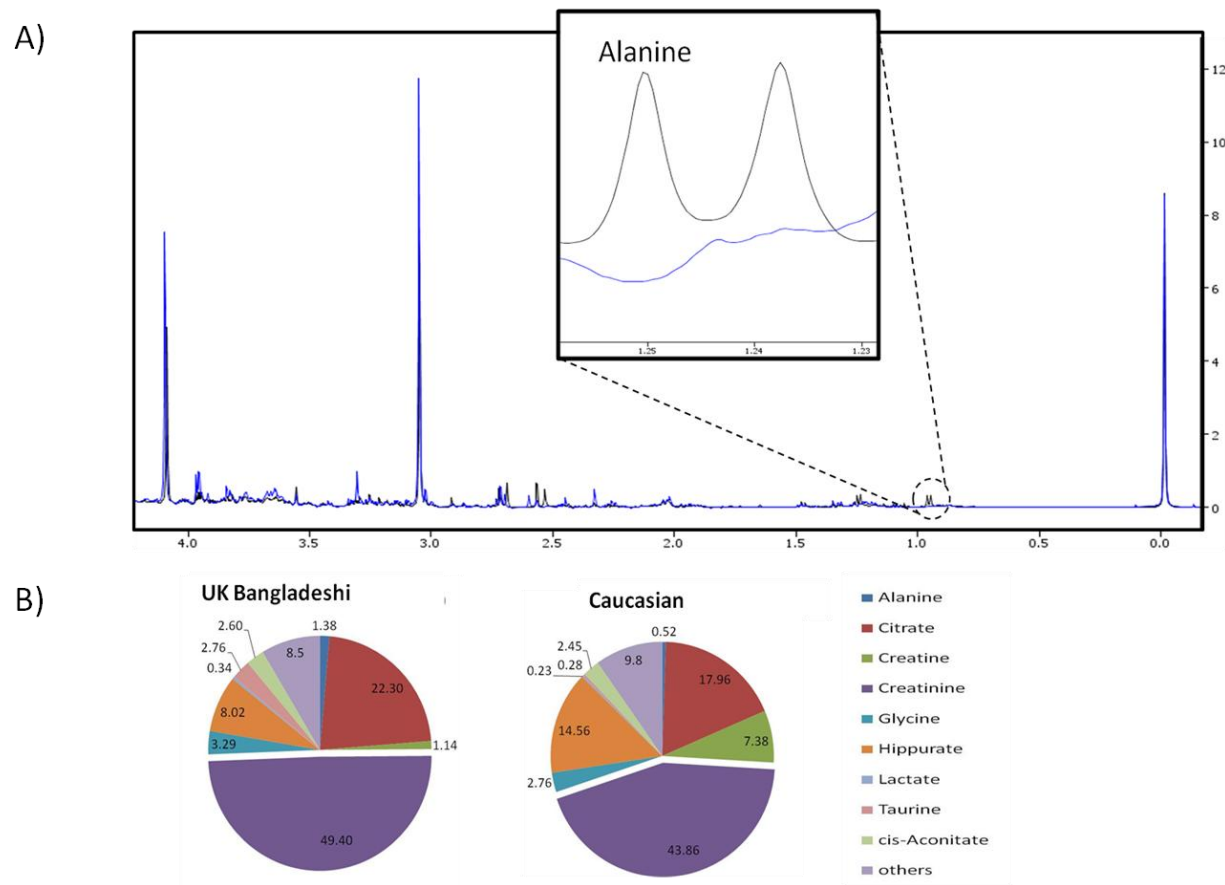 A)
Alanine
1.25 1.24 1.23
12
10
8
6
4
2
0
4.0 3.5 3.0 2.5 2.0 1.5 1.0 0.5 0.0
B)
UK Bangladeshi
1.38
22.30
1.14
49.40
3.29
8.02
0.34
2.76
2.60
8.5
Caucasian
0.52
17.96
7.38
43.86
2.76
14.56
0.23
0.28
2.45
9.8
Alanine
Citrate
Creatine
Creatinine
Glycine
Hippurate
Lactate
Taurine
cis-Aconitate
others